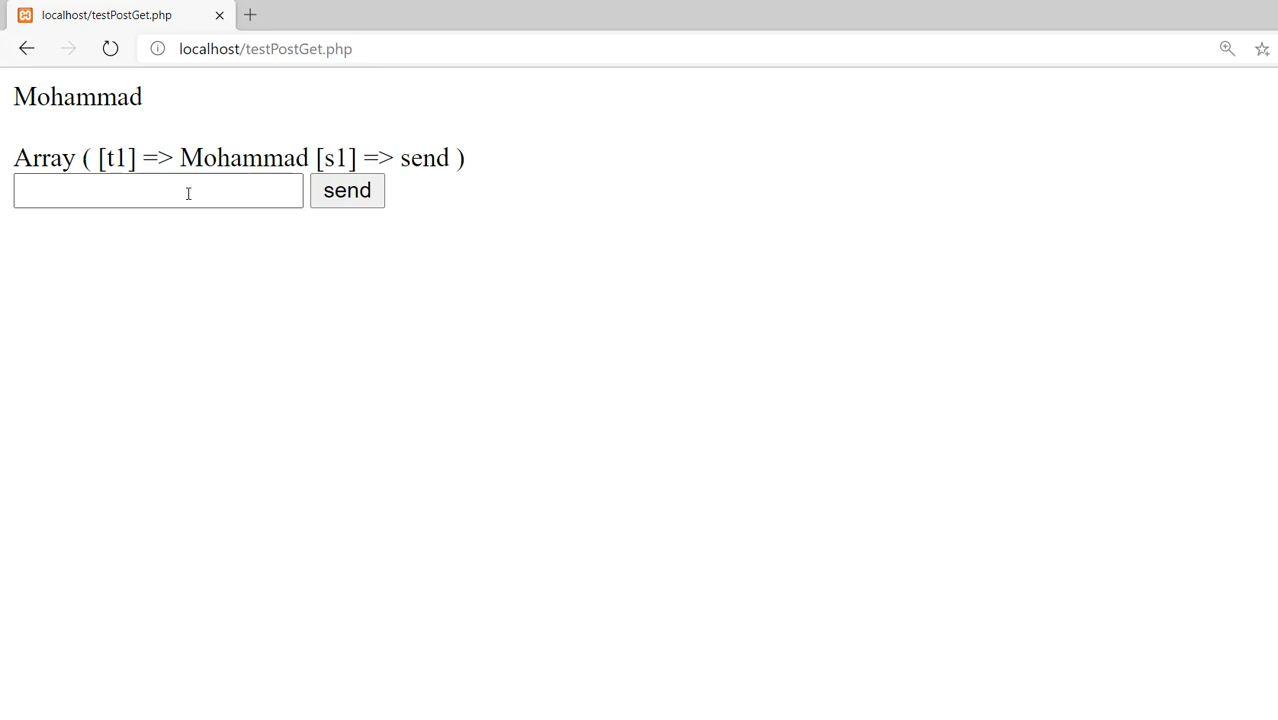 localhost/testPostGet.php
localhost/testPostGet.php
Mohammad
Array ( [t1] => Mohammad [s1] => send )
send